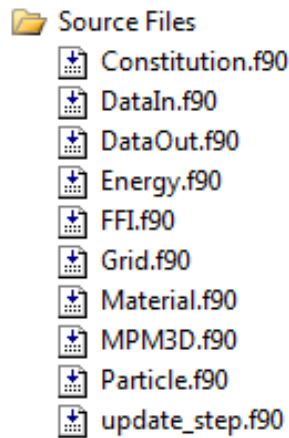 Source Files
Constitution.f90
DataIn.f90
DataOut.f90
Energy.f90
FFI.f90
Grid.f90
Material.f90
MPM3D.f90
Particle.f90
update_step.f90